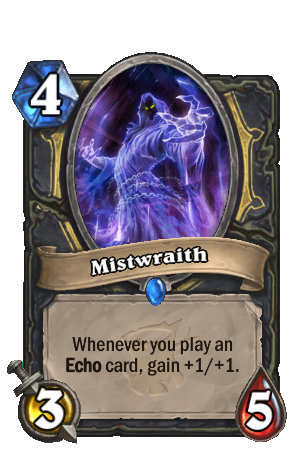 4
Mistwraith
Whenever you play an
Echo card, gain +1/+1.
3
5